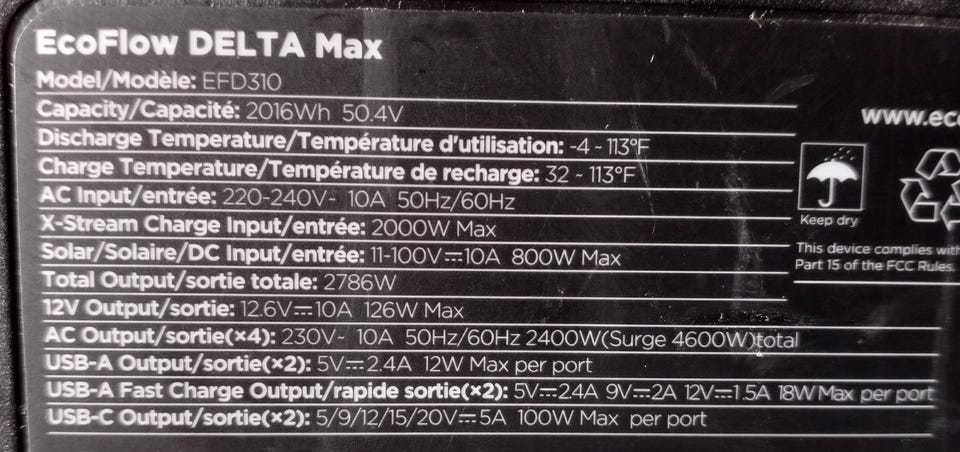 EcoFlow DELTA Max
Model/Modèle: EFD310
Capacity/Capacité: 2016Wh 50.4V
Discharge Temperature/Température d'utilisation: -4 ~ 113°F
Charge Temperature/Température de recharge: 32 ~ 113°F
AC Input/entrée: 220-240V~ 10A 50Hz/60Hz
X-Stream Charge Input/entrée: 2000W Max
Solar/Solaire/DC Input/entrée: 11-100V⎓10A 800W Max
Total Output/sortie totale: 2786W
12V Output/sortie: 12.6V⎓10A 126W Max
AC Output/sortie(×4): 230V~ 10A 50Hz/60Hz 2400W(Surge 4600W)total
USB-A Output/sortie(×2): 5V⎓2.4A 12W Max per port
USB-A Fast Charge Output/rapide sortie(×2): 5V⎓2.4A 9V⎓2A 12V⎓1.5A 18W Max per port
USB-C Output/sortie(×2): 5/9/12/15/20V⎓5A 100W Max per port
www.eco
Keep dry
This device complies with
Part 15 of the FCC Rules.